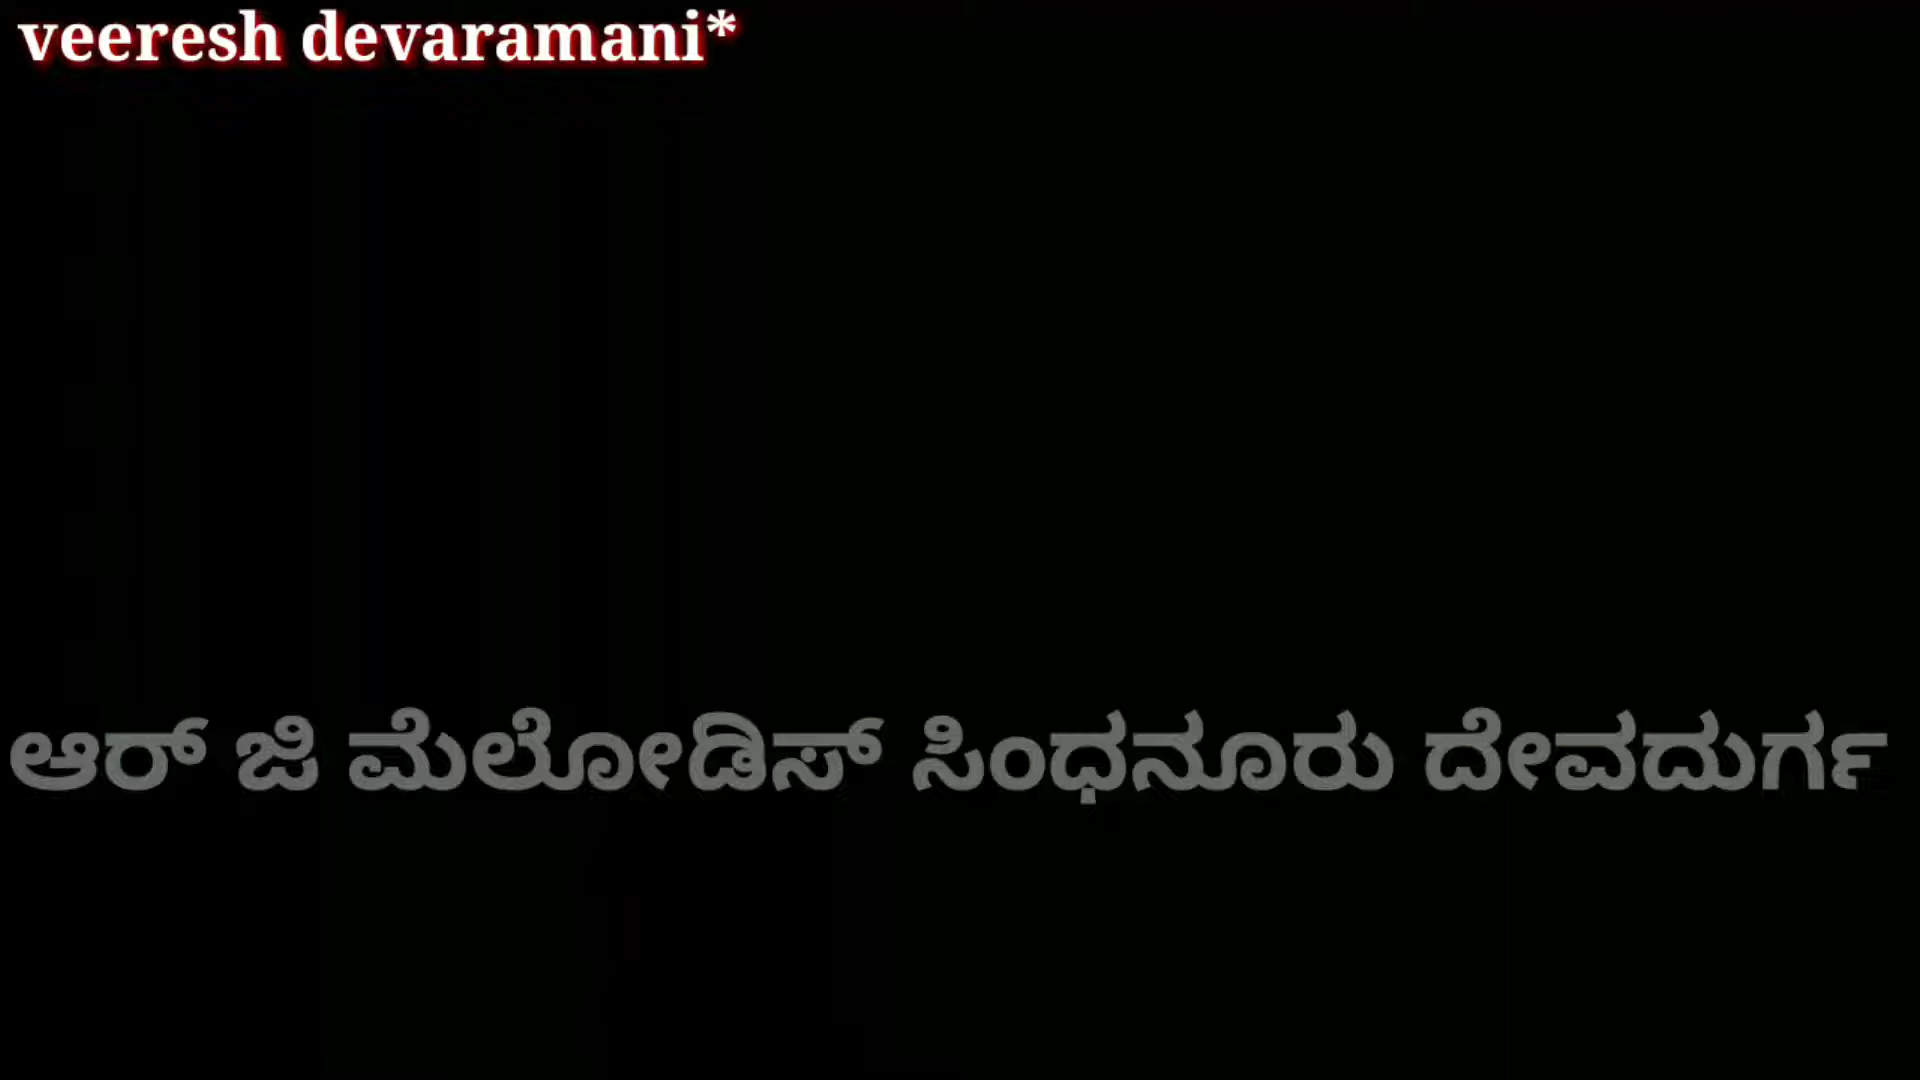 veeresh devaramani*
ಆರ್ ಜಿ ಮೆಲೋಡಿಸ್ ಸಿಂಧನೂರು ದೇವದುರ್ಗ